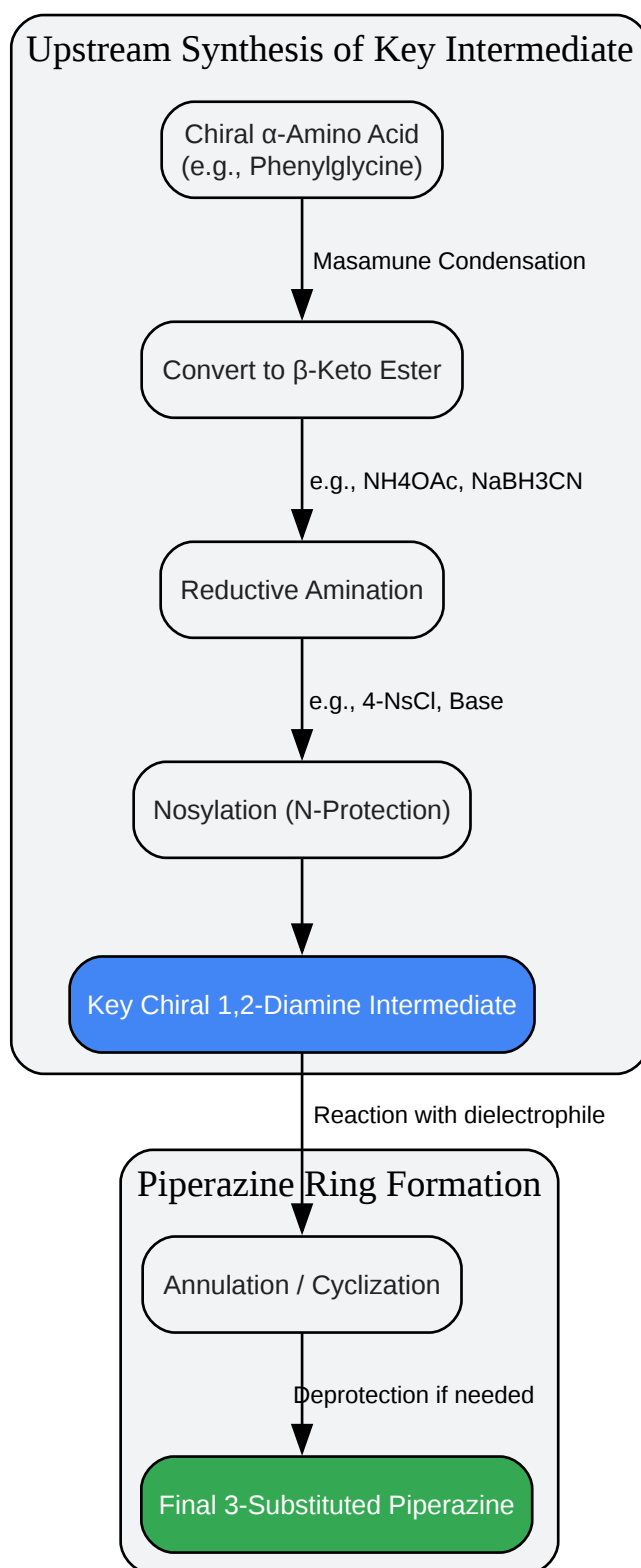 Upstream Synthesis of Key Intermediate
Chiral α-Amino Acid
(e.g., Phenylglycine)
Masamune Condensation
Convert to β-Keto Ester
e.g., NH4OAc, NaBH3CN
Reductive Amination
e.g., 4-NsCl, Base
Nosylation (N-Protection)
Key Chiral 1,2-Diamine Intermediate
Reaction with dielectrophile
Piperazine Ring Formation
Annulation / Cyclization
Deprotection if needed
Final 3-Substituted Piperazine